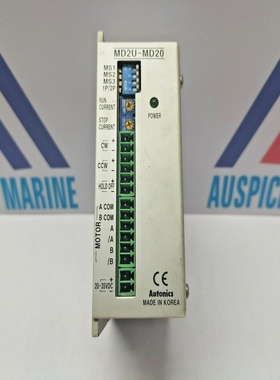 MD2U-MD20
MS1
MS2
MS3
1P/2P
RUN
CURRENT
STOP
CURRENT
POWER
CW
+
-
CCW
+
-
HOLD OFF
+
-
MOTOR
A COM
B COM
A
/A
B
/B
20-35VDC
+
-
CE
Autonics
MADE IN KOREA
MARINE
AUSPIC